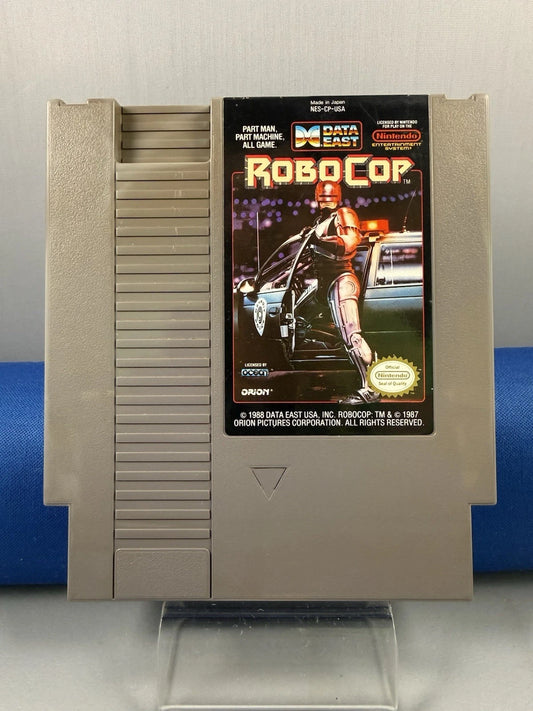 Made in Japan
NES-CP-USA
PART MAN,
PART MACHINE,
ALL GAME.
DATA
EAST
LICENSED BY NINTENDO
FOR PLAY ON THE
Nintendo
ENTERTAINMENT
SYSTEM
ROBOCOP™
LICENSED BY
ocean
ORION
Official
Nintendo
Seal of Quality
© 1988 DATA EAST USA, INC. ROBOCOP: TM & © 1987
ORION PICTURES CORPORATION. ALL RIGHTS RESERVED.